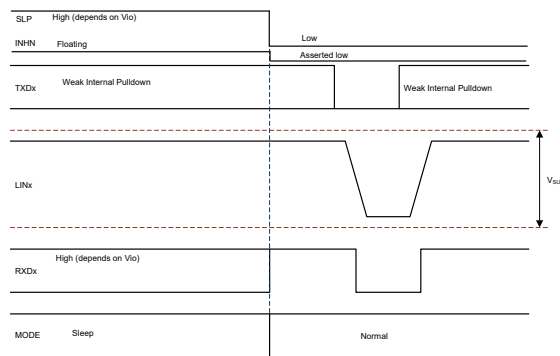 SLP High (depends on Vio)
Low
INHN Floating
Asserted low
TXDx Weak Internal Pulldown
Weak Internal Pulldown
LINx
VSU
RXDx High (depends on Vio)
MODE Sleep Normal